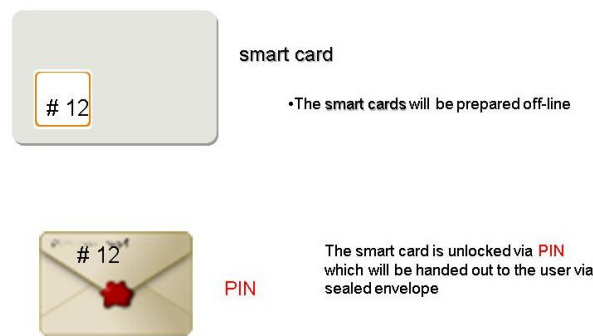 smart card
# 12
•The smart cards will be prepared off-line
# 12
The smart card is unlocked via PIN
which will be handed out to the user via
sealed envelope
PIN